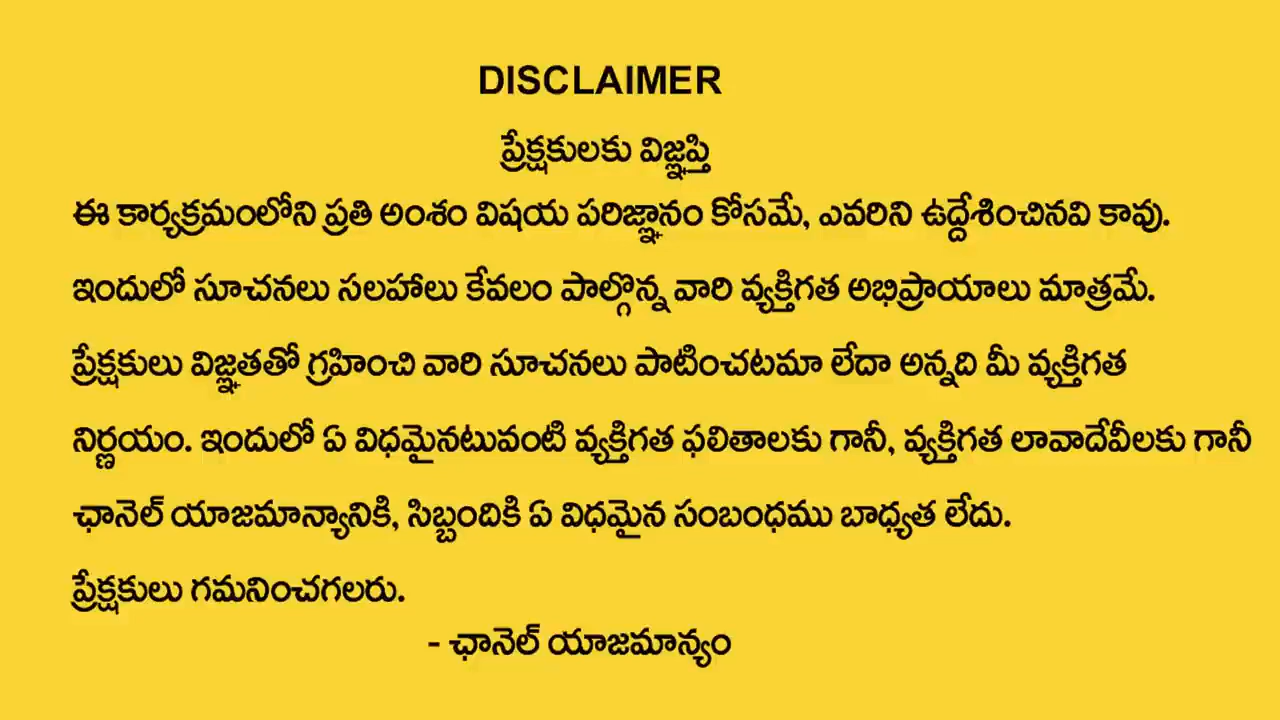 DISCLAIMER
ప్రేక్షకులకు విజ్ఞప్తి
ఈ కార్యక్రమంలోని ప్రతి అంశం విషయ పరిజ్ఞానం కోసమే, ఎవరిని ఉద్దేశించినవి కావు.
ఇందులో సూచనలు సలహాలు కేవలం పాల్గొన్న వారి వ్యక్తిగత అభిప్రాయాలు మాత్రమే.
ప్రేక్షకులు విజ్ఞతతో గ్రహించి వారి సూచనలు పాటించటమా లేదా అన్నది మీ వ్యక్తిగత
నిర్ణయం. ఇందులో ఏ విధమైనటువంటి వ్యక్తిగత ఫలితాలకు గానీ, వ్యక్తిగత లావాదేవీలకు గానీ
ఛానెల్ యాజమాన్యానికి, సిబ్బందికి ఏ విధమైన సంబంధము బాధ్యత లేదు.
ప్రేక్షకులు గమనించగలరు.
- ఛానెల్ యాజమాన్యం